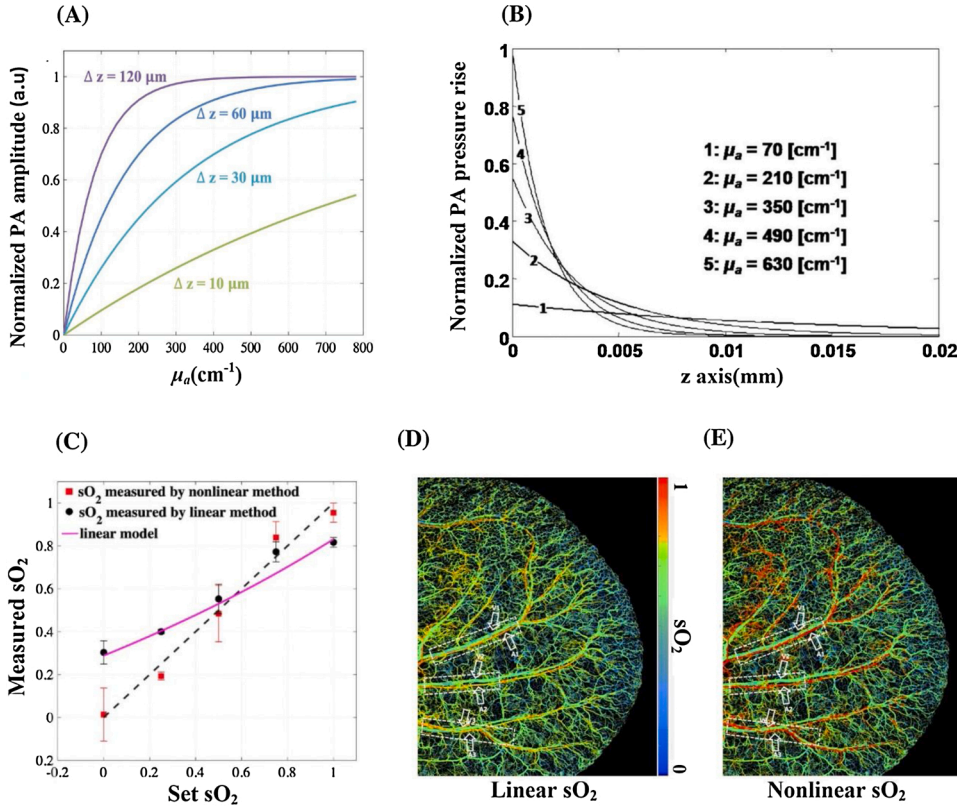 (A)
Normalized PA amplitude (a.u)
1
0.8
0.6
0.4
0.2
0
Δ z = 120 μm
Δ z = 60 μm
Δ z = 30 μm
Δ z = 10 μm
0 100 200 300 400 500 600 700 800
μa(cm-1)
(B)
Normalized PA pressure rise
1
0.8
0.6
0.4
0.2
0
5
4
3
2
1
1: μa = 70 [cm-1]
2: μa = 210 [cm-1]
3: μa = 350 [cm-1]
4: μa = 490 [cm-1]
5: μa = 630 [cm-1]
0 0.005 0.01 0.015 0.02
z axis(mm)
(C)
Measured sO2
1
0.8
0.6
0.4
0.2
0
0.2
sO2 measured by nonlinear method
sO2 measured by linear method
linear model
-0.2 0 0.2 0.4 0.6 0.8 1
Set sO2
(D)
1
sO2
0
Linear sO2
(E)
Nonlinear sO2